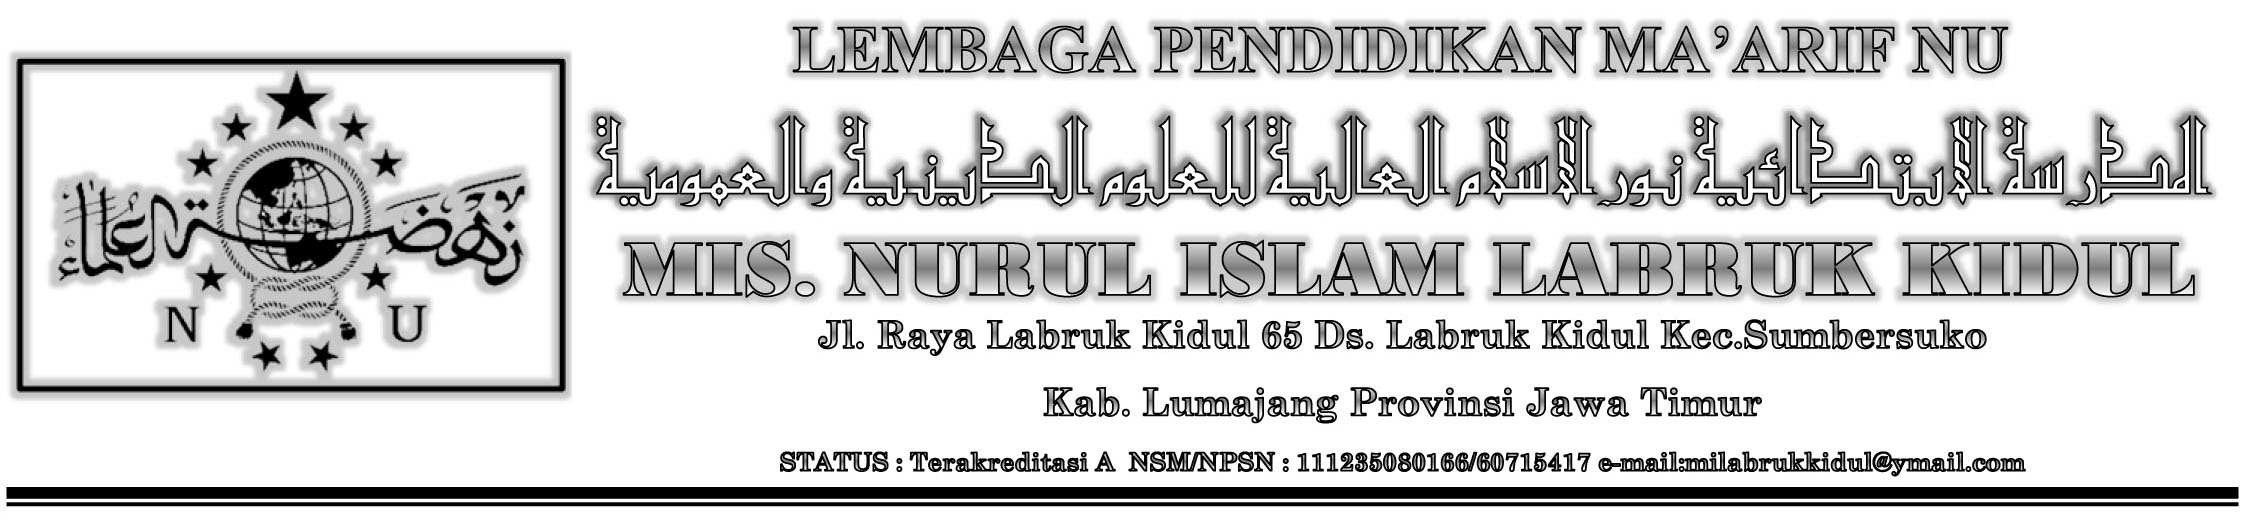 نهضة العلماء
N U
LEMBAGA PENDIDIKAN MA’ARIF NU
المدرسة الابتدائية نور الاسلام العالية للعلوم الدينية والعمومية
MIS. NURUL ISLAM LABRUK KIDUL
Jl. Raya Labruk Kidul 65 Ds. Labruk Kidul Kec.Sumbersuko
Kab. Lumajang Provinsi Jawa Timur
STATUS : Terakreditasi A NSM/NPSN : 111235080166/60715417 e-mail:milabrukkidul@ymail.com